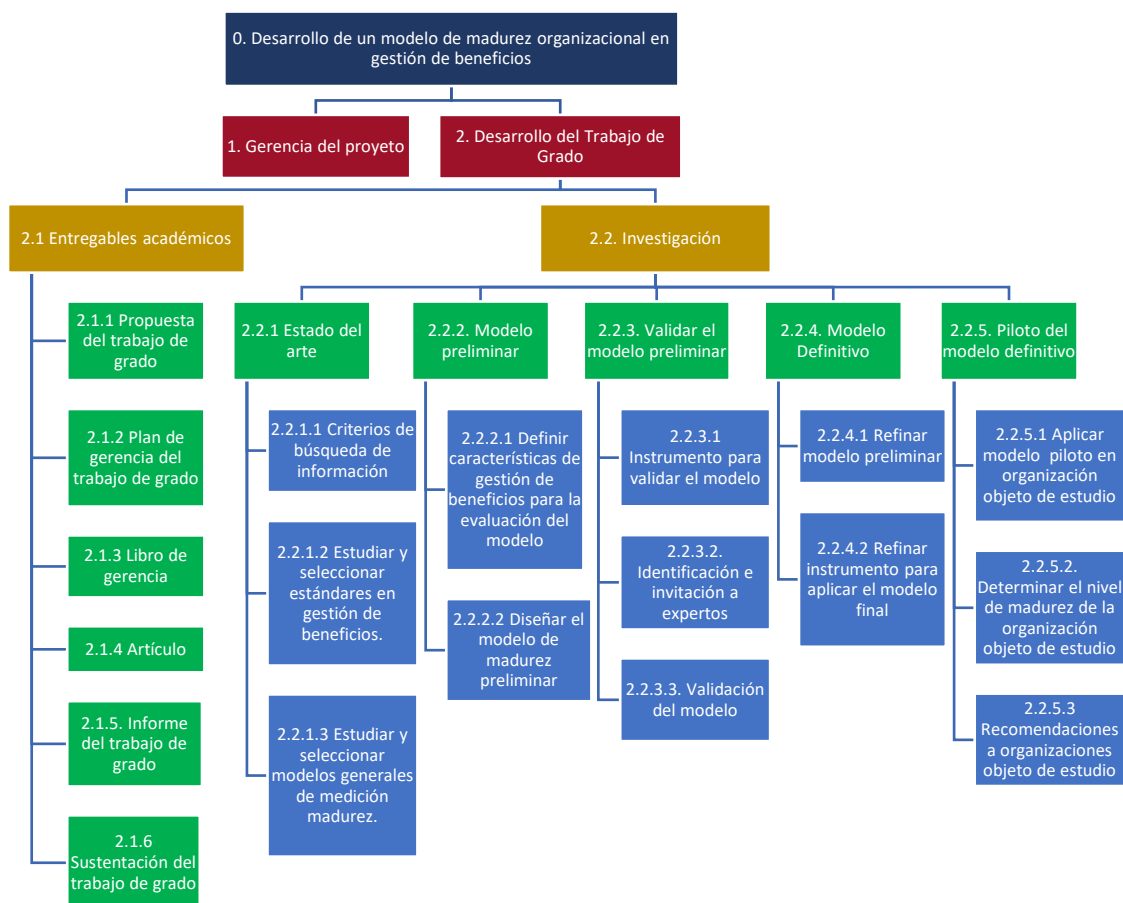 0. Desarrollo de un modelo de madurez organizacional en
gestión de beneficios
1. Gerencia del proyeto
2. Desarrollo del Trabajo de
Grado
2.1 Entregables académicos
2.2. Investigación
2.1.1 Propuesta
del trabajo de
grado
2.1.2 Plan de
gerencia del
trabajo de grado
2.1.3 Libro de
gerencia
2.1.4 Artículo
2.1.5. Informe
del trabajo de
grado
2.1.6
Sustentación del
trabajo de grado
2.2.1 Estado del
arte
2.2.1.1 Criterios de
búsqueda de
información
2.2.1.2 Estudiar y
seleccionar
estándares en
gestión de
beneficios.
2.2.1.3 Estudiar y
seleccionar
modelos generales
de medición
madurez.
2.2.2. Modelo
preliminar
2.2.2.1 Definir
características de
gestión de
beneficios para la
evaluación del
modelo
2.2.2.2 Diseñar el
modelo de
madurez
preliminar
2.2.3. Validar el
modelo preliminar
2.2.3.1
Instrumento para
validar el modelo
2.2.3.2.
Identificación e
invitación a
expertos
2.2.3.3. Validación
del modelo
2.2.4. Modelo
Definitivo
2.2.4.1 Refinar
modelo preliminar
2.2.4.2 Refinar
instrumento para
aplicar el modelo
final
2.2.5. Piloto del
modelo definitivo
2.2.5.1 Aplicar
modelo piloto en
organización
objeto de estudio
2.2.5.2.
Determinar el nivel
de madurez de la
organización
objeto de estudio
2.2.5.3
Recomendaciones
a organizaciones
objeto de estudio